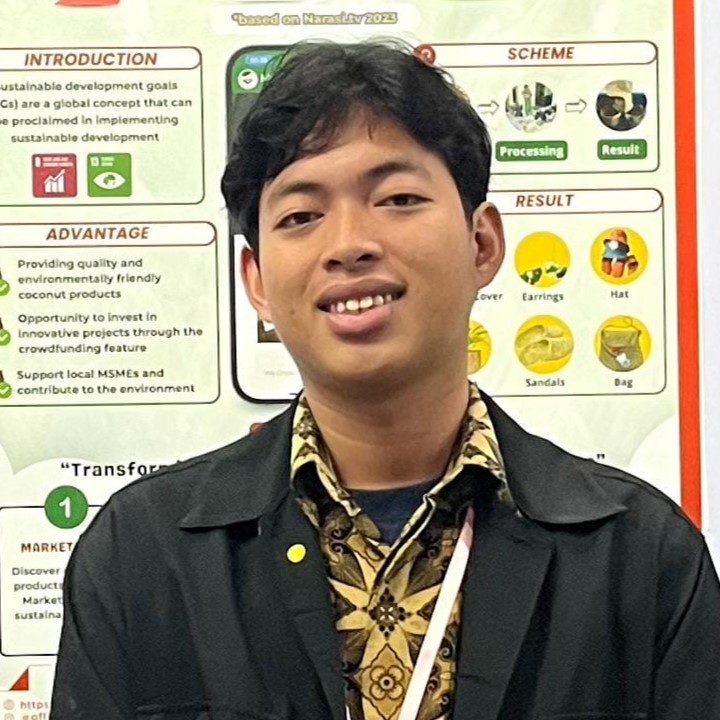 *based on Narasi.tv 2023
INTRODUCTION
ustainable development goals
Gs) are a global concept that can
e proclaimed in implementing
sustainable development
13
ADVANTAGE
Providing quality and
environmentally friendly
coconut products
Opportunity to invest in
innovative projects through the
crowdfunding feature
Support local MSMEs and
contribute to the environment
SCHEME
Processing
Result
RESULT
over
Earrings
Hat
Sandals
Bag
"Transfor
"
1
MARKET
Discover
products
Market
sustaina
https